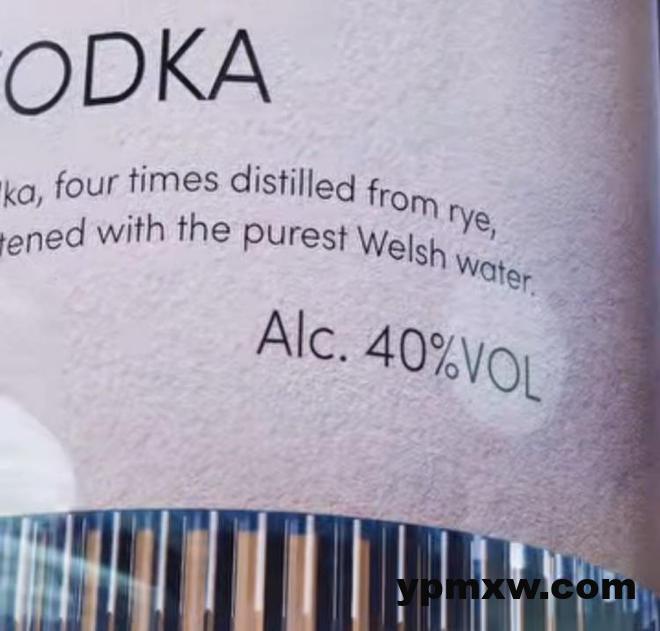 ODKA
ka, four times distilled from rye,
tened with the purest Welsh water.
Alc. 40%VOL
ypmxw.com